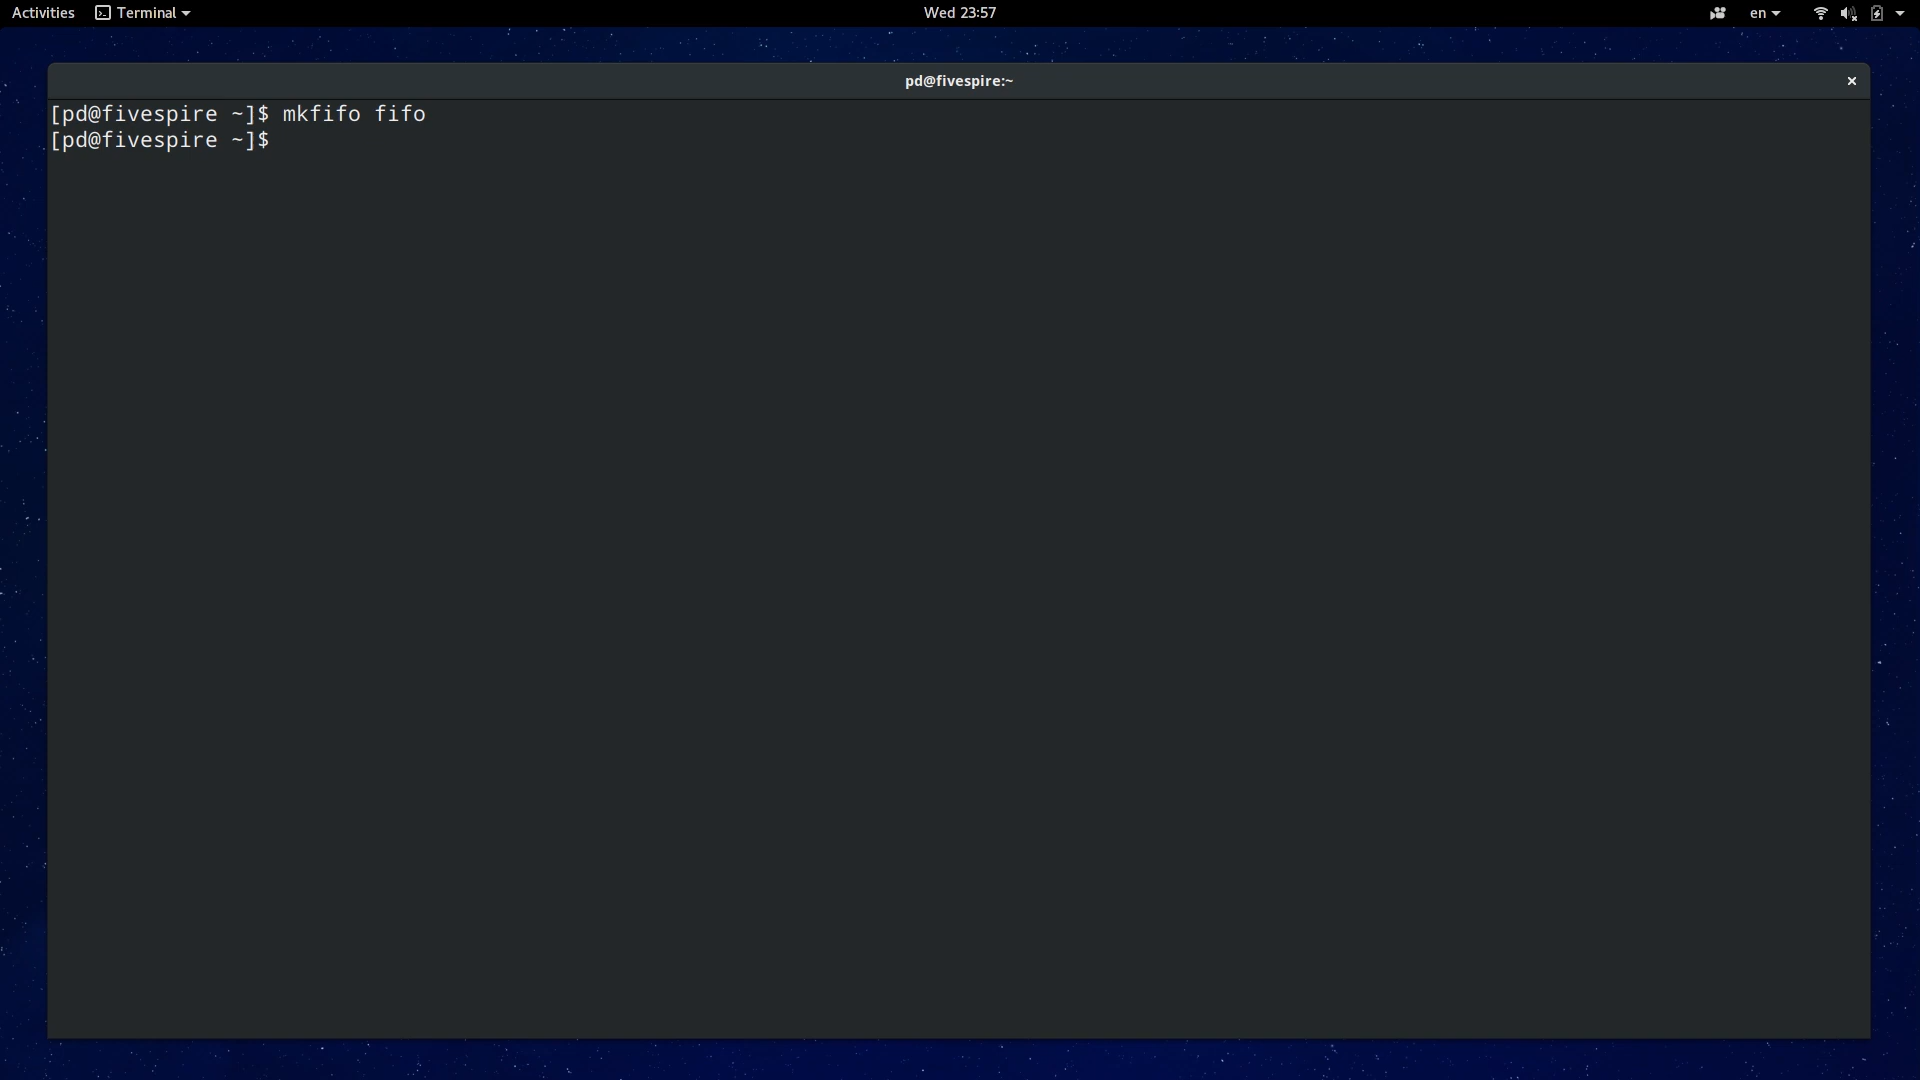 Activities Terminal Wed 23:57 en
pd@fivespire:~
[pd@fivespire ~]$ mkfifo fifo
[pd@fivespire ~]$